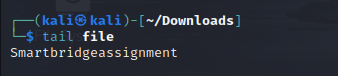 ┌──(kali㉿kali)-[~/Downloads]
└─$ tail file
Smartbridgeassignment